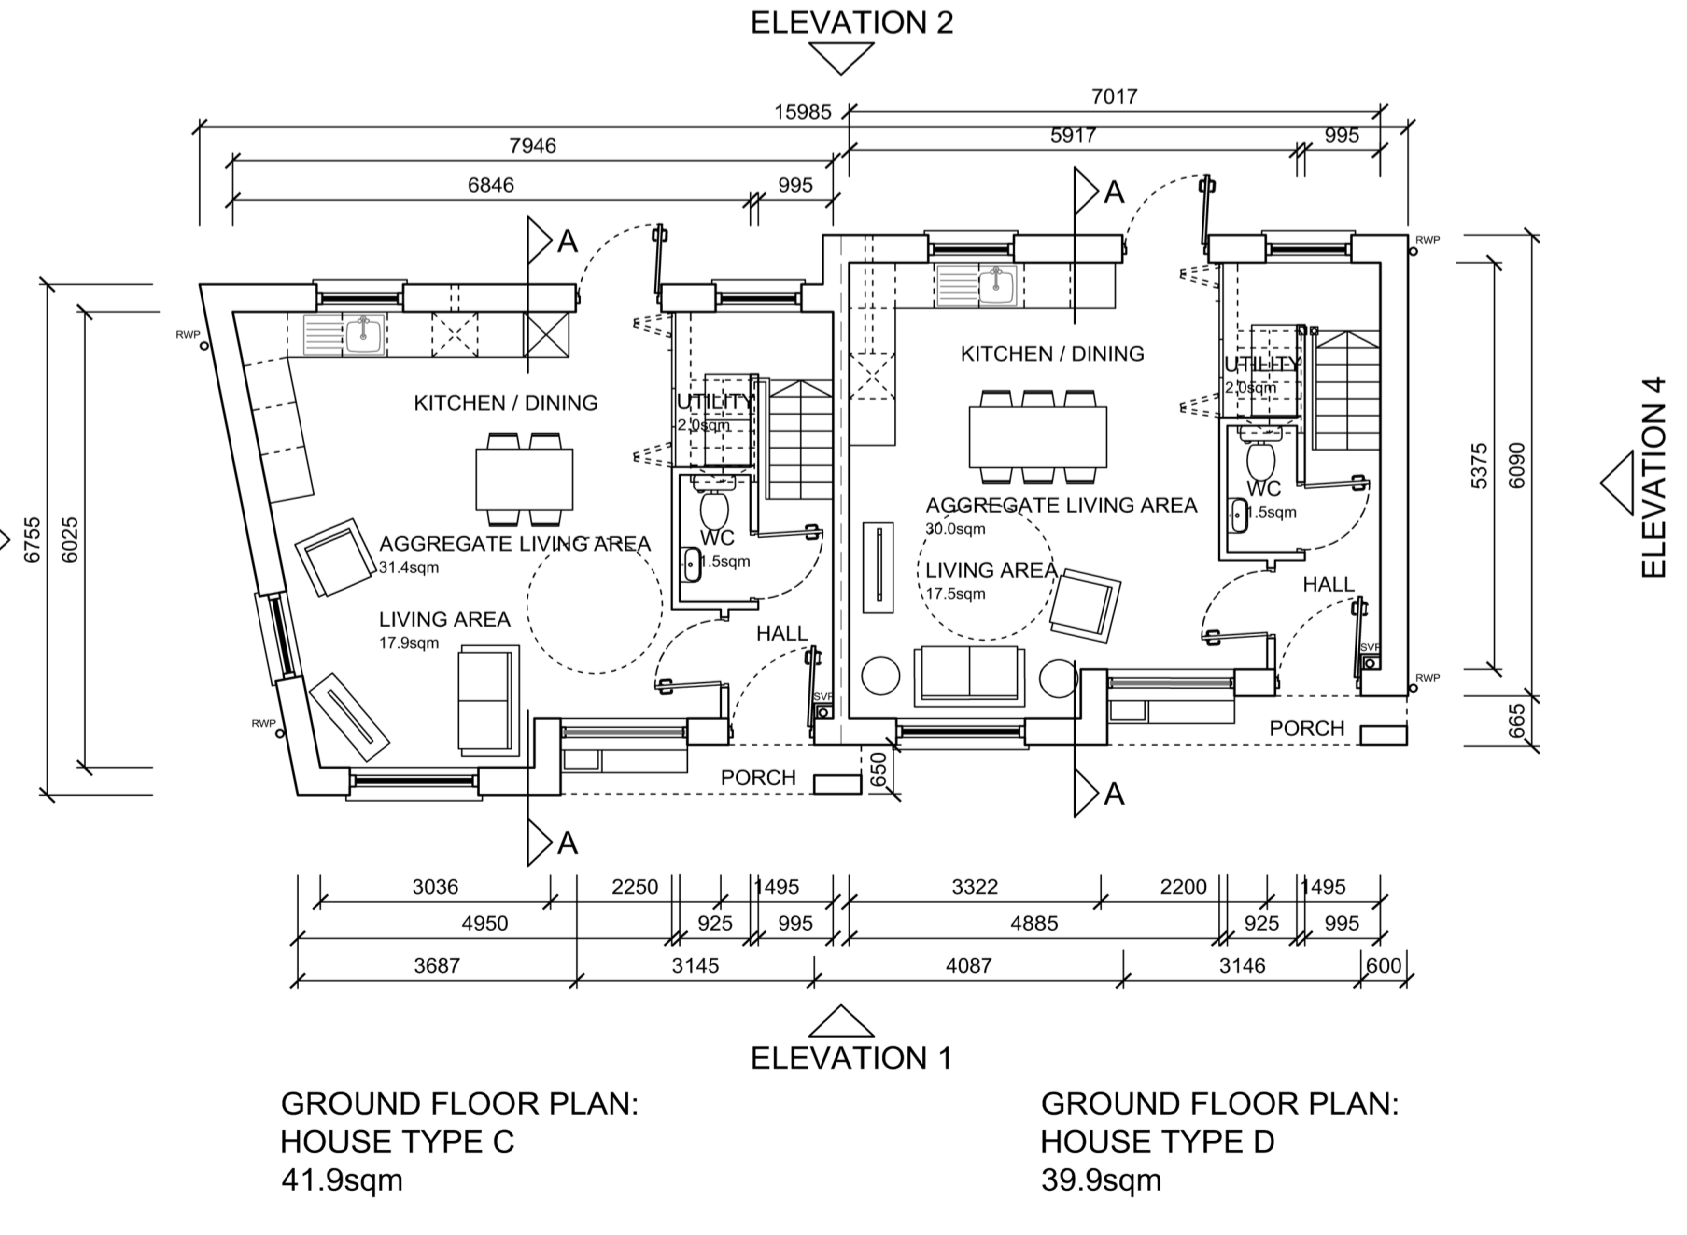 ELEVATION 2
7017
15985
5917
995
7946
6846
995
A
A
RWP
RWP
KITCHEN / DINING
KITCHEN / DINING
UTILITY
2.0sqm
UTILITY
2.0sqm
6755
6025
5375
6090
ELEVATION 4
AGGREGATE LIVING AREA
31.4sqm
WC
1.5sqm
AGGREGATE LIVING AREA
30.0sqm
WC
1.5sqm
LIVING AREA
17.9sqm
HALL
LIVING AREA
17.5sqm
HALL
SVP
SVP
RWP
RWP
PORCH
PORCH
650
665
A
A
3036
2250
1495
3322
2200
1495
4950
925
995
4885
925
995
3687
3145
4087
3146
600
ELEVATION 1
GROUND FLOOR PLAN:
HOUSE TYPE C
41.9sqm
GROUND FLOOR PLAN:
HOUSE TYPE D
39.9sqm